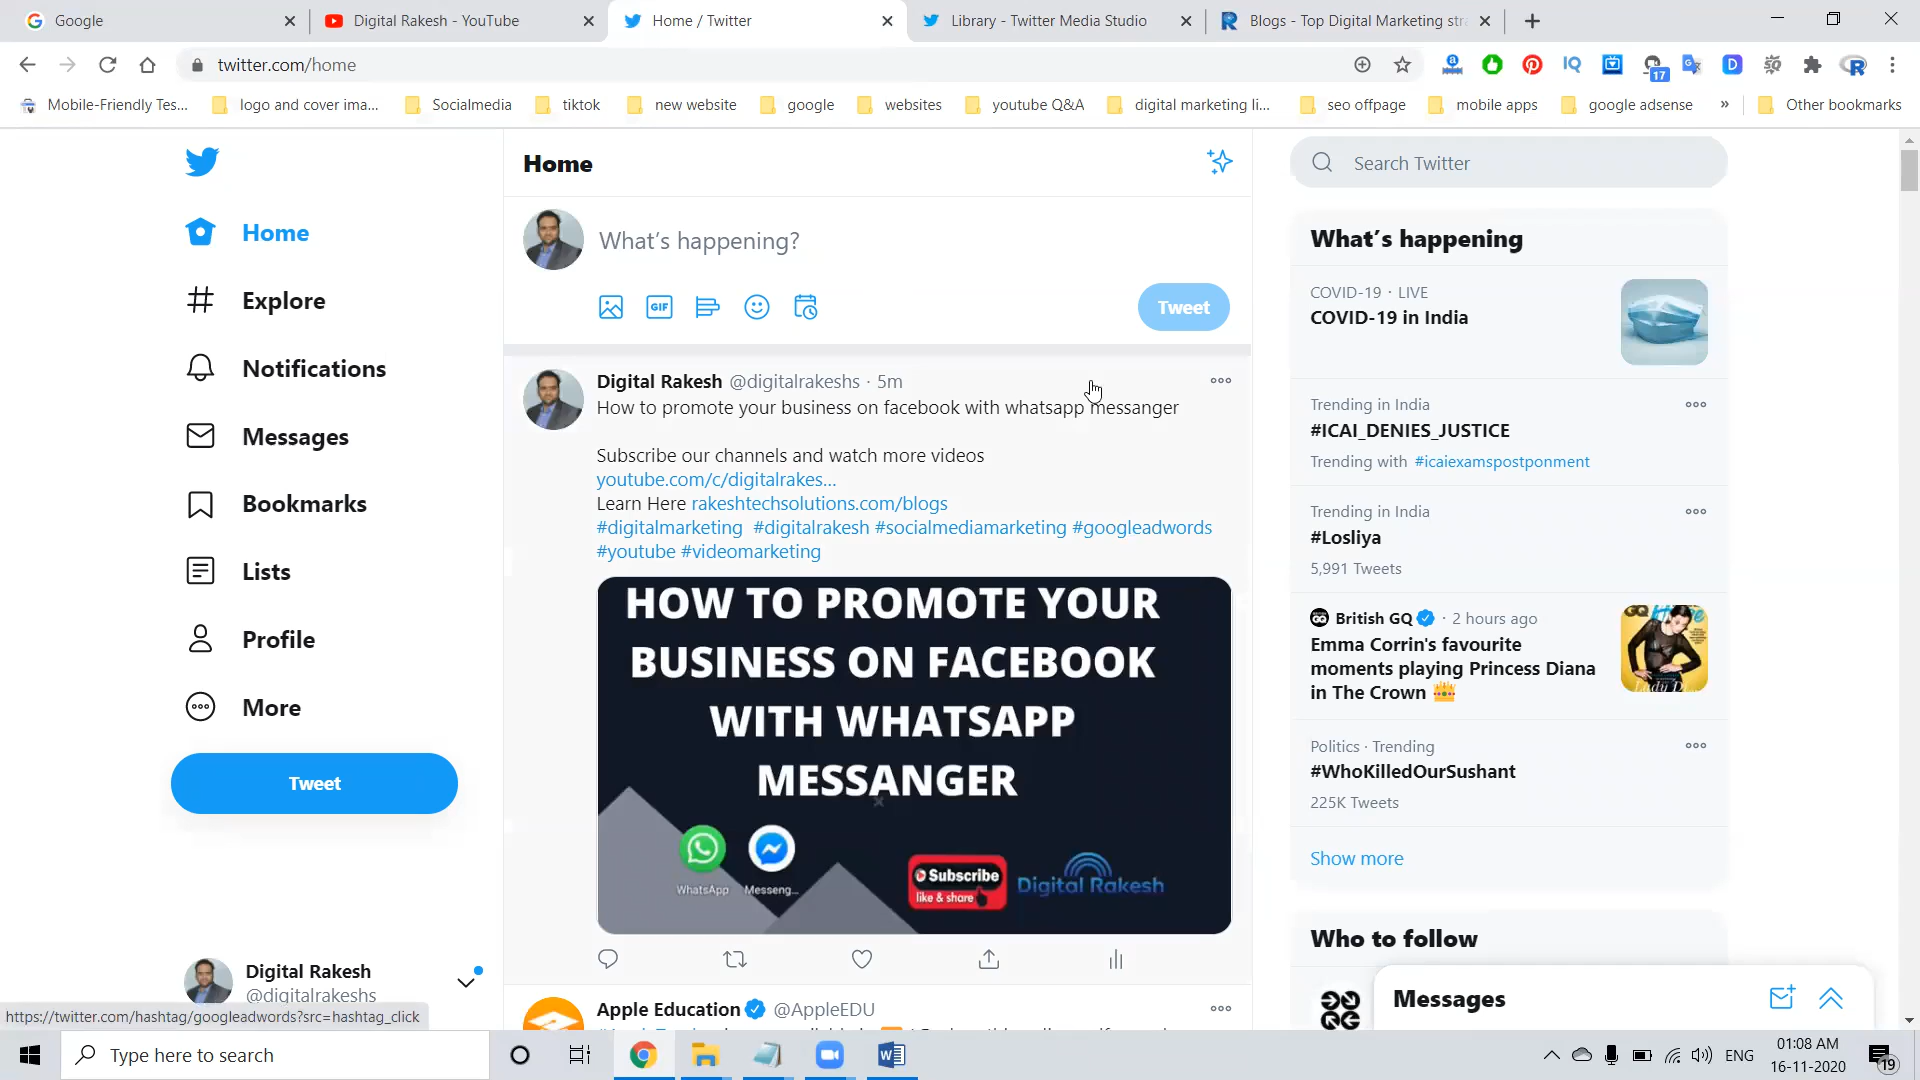 Google
Digital Rakesh - YouTube
Home / Twitter
Library - Twitter Media Studio
Blogs - Top Digital Marketing stra
twitter.com/home
IQ
17
D
SQ
R
Mobile-Friendly Tes...
logo and cover ima...
Socialmedia
tiktok
new website
google
websites
youtube Q&A
digital marketing li...
seo offpage
mobile apps
google adsense
»
Other bookmarks
Home
Explore
Notifications
Messages
Bookmarks
Lists
Profile
More
Tweet
Digital Rakesh
@digitalrakeshs
https://twitter.com/hashtag/googleadwords?src=hashtag_click
Home
What's happening?
GIF
Tweet
Digital Rakesh @digitalrakeshs · 5m
How to promote your business on facebook with whatsapp messanger
Subscribe our channels and watch more videos
youtube.com/c/digitalrakes...
Learn Here rakeshtechsolutions.com/blogs
#digitalmarketing #digitalrakesh #socialmediamarketing #googleadwords
#youtube #videomarketing
HOW TO PROMOTE YOUR
BUSINESS ON FACEBOOK
WITH WHATSAPP
MESSANGER
WhatsApp Messeng...
Subscribe
like & share
Digital Rakesh
Apple Education @AppleEDU
Search Twitter
What's happening
COVID-19 · LIVE
COVID-19 in India
Trending in India
#ICAI_DENIES_JUSTICE
Trending with #icaiexamspostponment
Trending in India
#Losliya
5,991 Tweets
British GQ · 2 hours ago
Emma Corrin's favourite
moments playing Princess Diana
in The Crown 👑
Politics · Trending
#WhoKilledOurSushant
225K Tweets
Show more
Who to follow
Messages
Type here to search
ENG
01:08 AM
16-11-2020
19